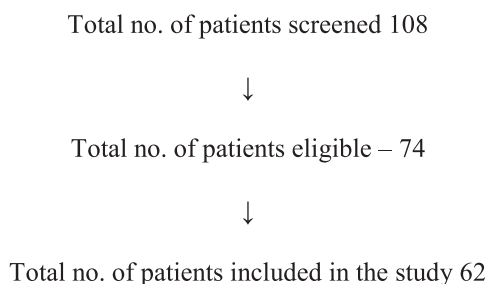 Total no. of patients screened 108
↓
Total no. of patients eligible – 74
↓
Total no. of patients included in the study 62